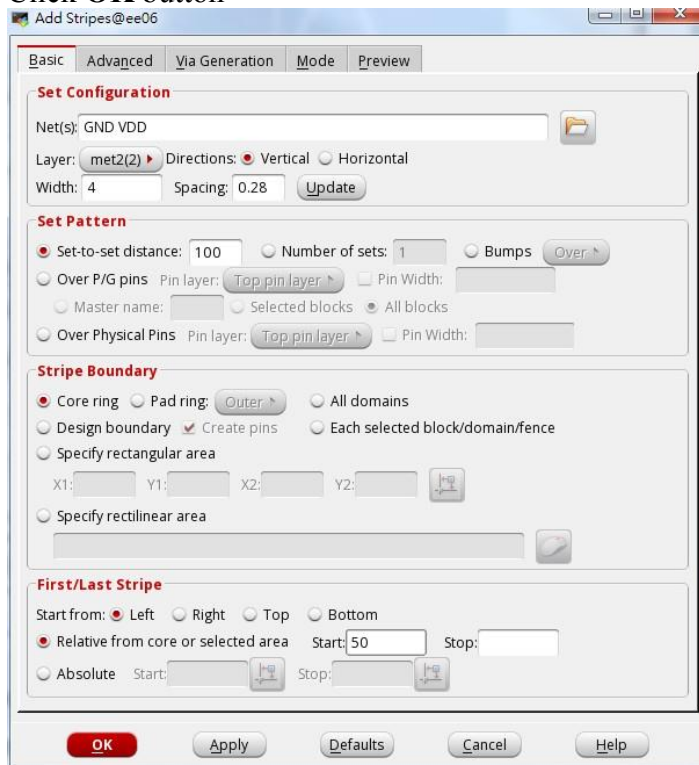 Click OK button
Add Stripes@ee06
Basic Advanced Via Generation Mode Preview
Set Configuration
Net(s): GND VDD
Layer: met2(2) Directions: Vertical Horizontal
Width: 4 Spacing: 0.28 Update
Set Pattern
Set-to-set distance: 100 Number of sets: 1 Bumps Over
Over P/G pins Pin layer: Top pin layer Pin Width:
Master name: Selected blocks All blocks
Over Physical Pins Pin layer: Top pin layer Pin Width:
Stripe Boundary
Core ring Pad ring: Outer All domains
Design boundary Create pins Each selected block/domain/fence
Specify rectangular area
X1: Y1: X2: Y2:
Specify rectilinear area
First/Last Stripe
Start from: Left Right Top Bottom
Relative from core or selected area Start: 50 Stop:
Absolute Start: Stop:
OK Apply Defaults Cancel Help